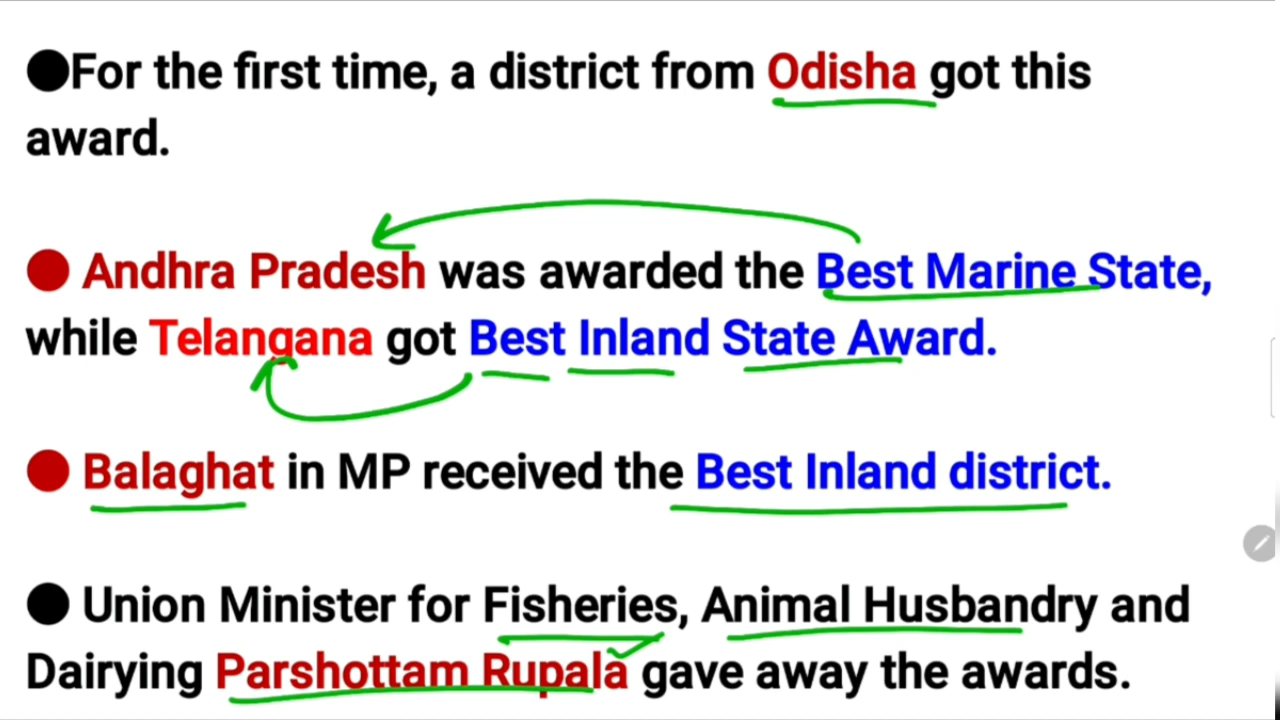 ●For the first time, a district from Odisha got this
award.
● Andhra Pradesh was awarded the Best Marine State,
while Telangana got Best Inland State Award.
● Balaghat in MP received the Best Inland district.
● Union Minister for Fisheries, Animal Husbandry and
Dairying Parshottam Rupala gave away the awards.